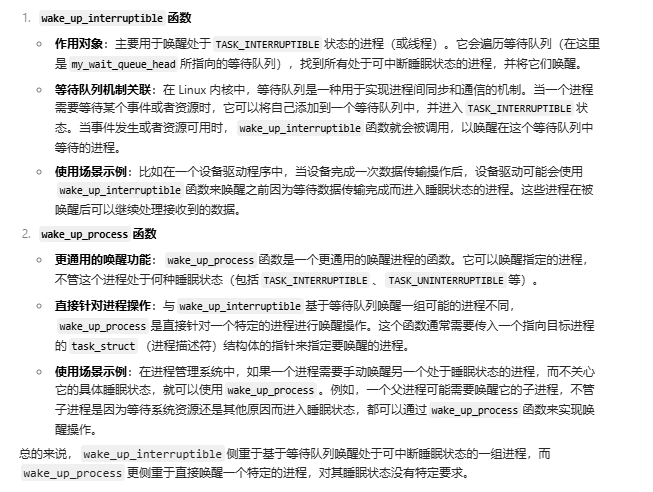 1. wake_up_interruptible 函数
作用对象：主要用于唤醒处于 TASK_INTERRUPTIBLE 状态的进程（或线程）。它会遍历等待队列（在这里
是 my_wait_queue_head 所指向的等待队列），找到所有处于可中断睡眠状态的进程，并将它们唤醒。
等待队列机制关联：在 Linux 内核中，等待队列是一种用于实现进程间同步和通信的机制。当一个进程
需要等待某个事件或者资源时，它可以将自己添加到一个等待队列中，并进入 TASK_INTERRUPTIBLE 状
态。当事件发生或者资源可用时， wake_up_interruptible 函数就会被调用，以唤醒在这个等待队列中
等待的进程。
使用场景示例：比如在一个设备驱动程序中，当设备完成一次数据传输操作后，设备驱动可能会使用
wake_up_interruptible 函数来唤醒之前因为等待数据传输完成而进入睡眠状态的进程。这些进程在被
唤醒后可以继续处理接收到的数据。
2. wake_up_process 函数
更通用的唤醒功能： wake_up_process 函数是一个更通用的唤醒进程的函数。它可以唤醒指定的进程，
不管这个进程处于何种睡眠状态（包括 TASK_INTERRUPTIBLE 、 TASK_UNINTERRUPTIBLE 等）。
直接针对进程操作：与 wake_up_interruptible 基于等待队列唤醒一组可能的进程不同，
wake_up_process 是直接针对一个特定的进程进行唤醒操作。这个函数通常需要传入一个指向目标进程
的 task_struct （进程描述符）结构体的指针来指定要唤醒的进程。
使用场景示例：在进程管理系统中，如果一个进程需要手动唤醒另一个处于睡眠状态的进程，而不关心
它的具体睡眠状态，就可以使用 wake_up_process 。例如，一个父进程可能需要唤醒它的子进程，不管
子进程是因为等待系统资源还是其他原因而进入睡眠状态，都可以通过 wake_up_process 函数来实现唤
醒操作。
总的来说， wake_up_interruptible 侧重于基于等待队列唤醒处于可中断睡眠状态的一组进程，而
wake_up_process 更侧重于直接唤醒一个特定的进程，对其睡眠状态没有特定要求。